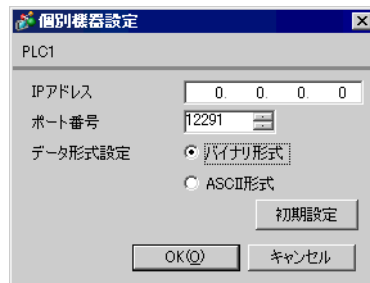 個別機器設定
PLC1
IPアドレス 0. 0. 0. 0
ポート番号 12291
データ形式設定 バイナリ形式
ASCII形式
初期設定
OK(O) キャンセル